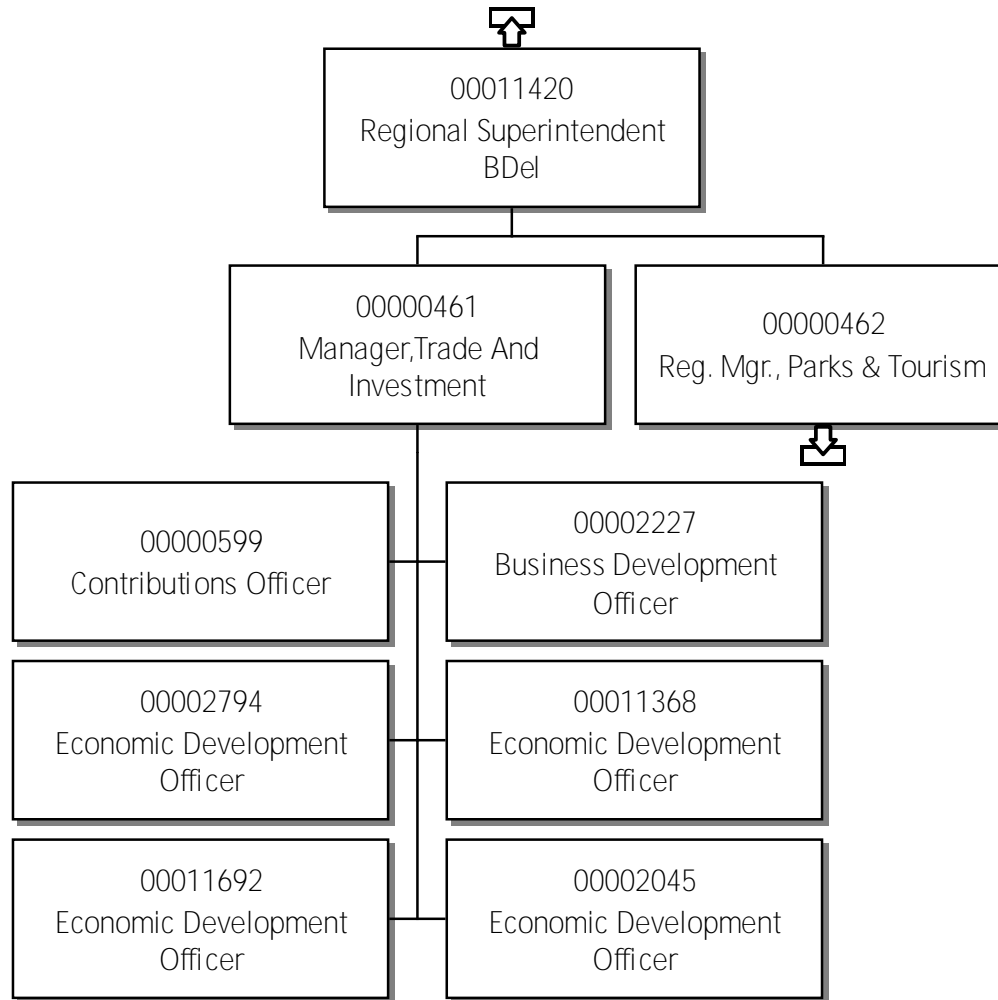 00011420
Regional Superintendent
BDel
00000461
Manager,Trade And
Investment
00000462
Reg. Mgr., Parks & Tourism
00000599
Contributions Officer
00002227
Business Development
Officer
00002794
Economic Development
Officer
00011368
Economic Development
Officer
00011692
Economic Development
Officer
00002045
Economic Development
Officer